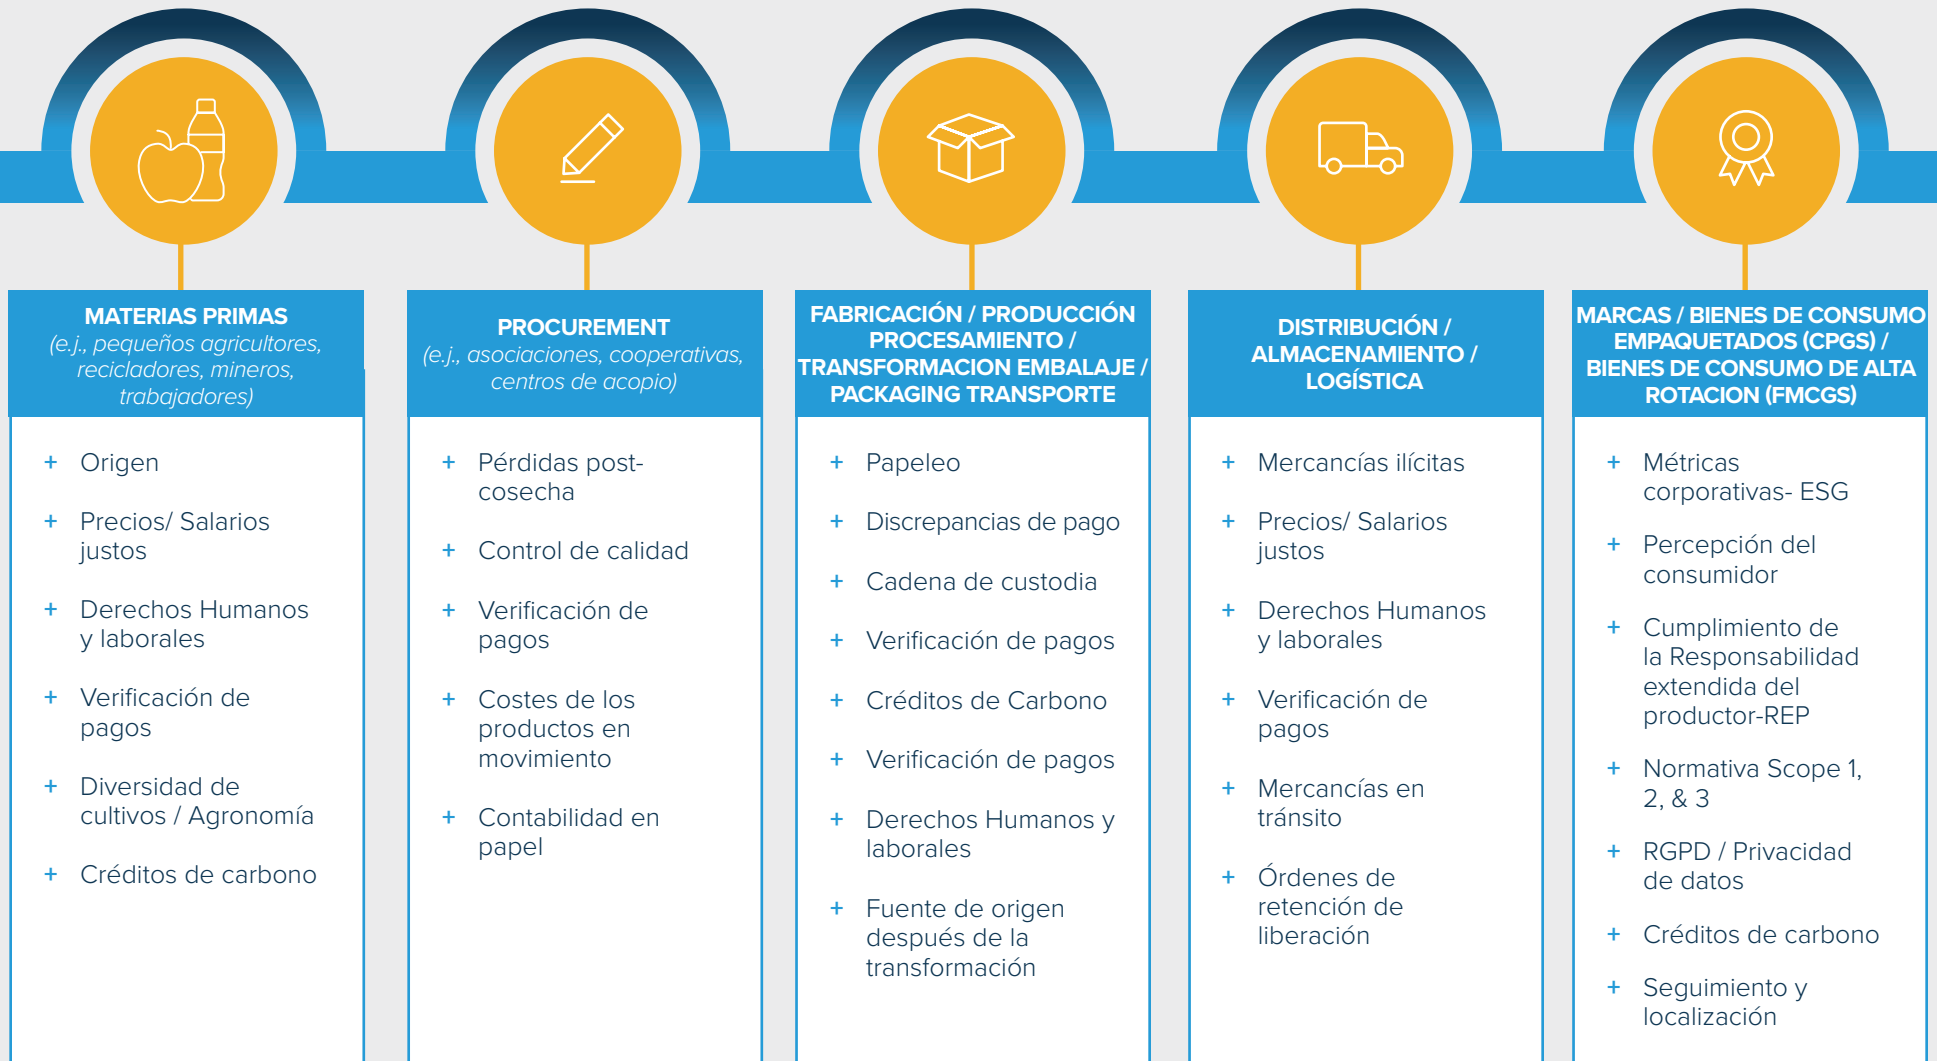 MATERIAS PRIMAS
(e.j., pequeños agricultores,
recicladores, mineros,
trabajadores)
+ Origen
+ Precios/ Salarios
justos
+ Derechos Humanos
y laborales
+ Verificación de
pagos
+ Diversidad de
cultivos / Agronomía
+ Créditos de carbono
PROCUREMENT
(e.j., asociaciones, cooperativas,
centros de acopio)
+ Pérdidas post-
cosecha
+ Control de calidad
+ Verificación de
pagos
+ Costes de los
productos en
movimiento
+ Contabilidad en
papel
FABRICACIÓN / PRODUCCIÓN
PROCESAMIENTO /
TRANSFORMACION EMBALAJE /
PACKAGING TRANSPORTE
+ Papeleo
+ Discrepancias de pago
+ Cadena de custodia
+ Verificación de pagos
+ Créditos de Carbono
+ Verificación de pagos
+ Derechos Humanos y
laborales
+ Fuente de origen
después de la
transformación
DISTRIBUCIÓN /
ALMACENAMIENTO /
LOGÍSTICA
+ Mercancías ilícitas
+ Precios/ Salarios
justos
+ Derechos Humanos
y laborales
+ Verificación de
pagos
+ Mercancías en
tránsito
+ Órdenes de
retención de
liberación
MARCAS / BIENES DE CONSUMO
EMPAQUETADOS (CPGS) /
BIENES DE CONSUMO DE ALTA
ROTACION (FMCGS)
+ Métricas
corporativas- ESG
+ Percepción del
consumidor
+ Cumplimiento de
la Responsabilidad
extendida del
productor-REP
+ Normativa Scope 1,
2, & 3
+ RGPD / Privacidad
de datos
+ Créditos de carbono
+ Seguimiento y
localización